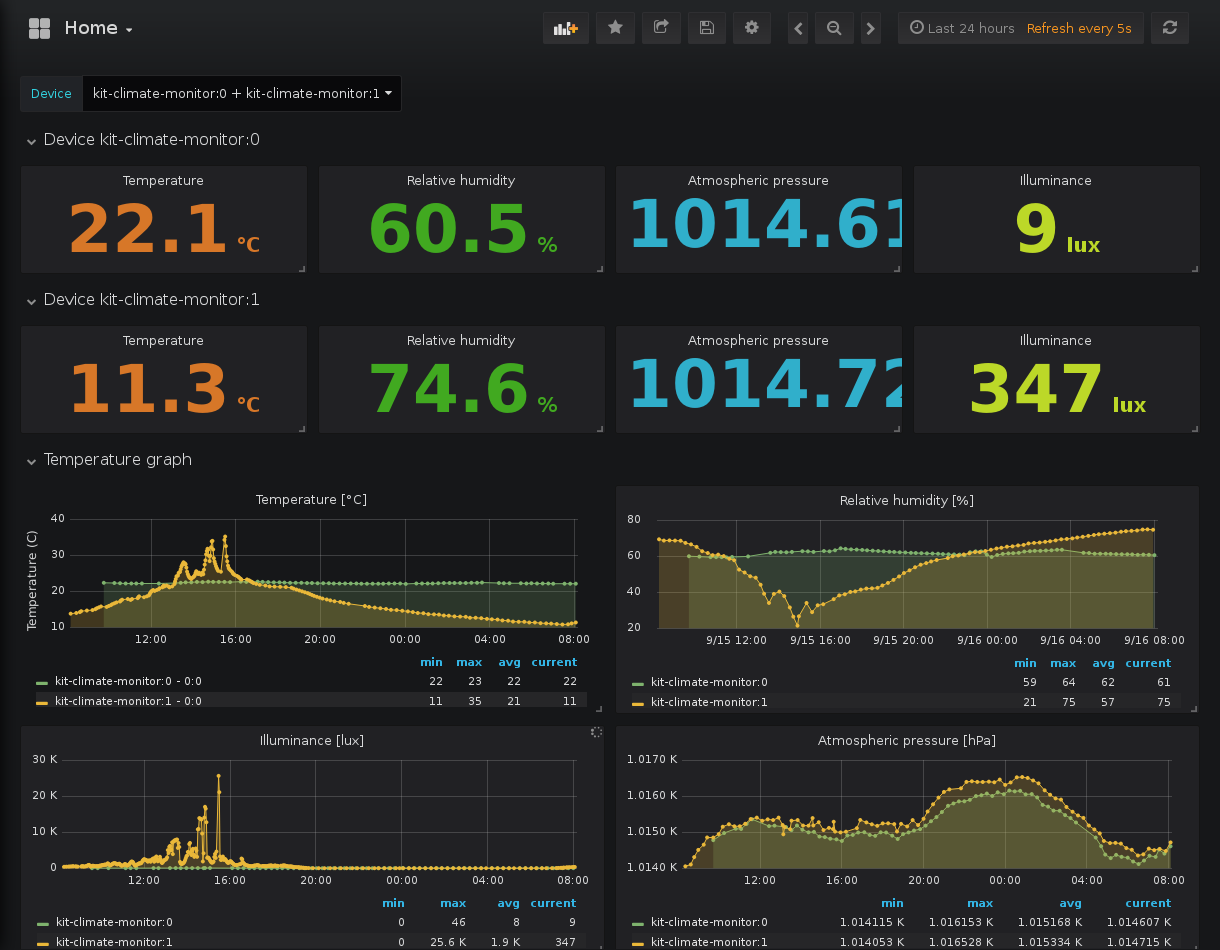 Home
Last 24 hours Refresh every 5s
Device kit-climate-monitor:0 + kit-climate-monitor:1
Device kit-climate-monitor:0
Temperature Relative humidity Atmospheric pressure Illuminance
22.1 °C 60.5 % 1014.61 9 lux
Device kit-climate-monitor:1
Temperature Relative humidity Atmospheric pressure Illuminance
11.3 °C 74.6 % 1014.72 347 lux
Temperature graph
Temperature [°C]
Temperature (C)
40
30
20
10
12:00 16:00 20:00 00:00 04:00 08:00
min max avg current
kit-climate-monitor:0 - 0:0 22 23 22 22
kit-climate-monitor:1 - 0:0 11 35 21 11
Relative humidity [%]
80
60
40
20
9/15 12:00 9/15 16:00 9/15 20:00 9/16 00:00 9/16 04:00 9/16 08:00
min max avg current
kit-climate-monitor:0 59 64 62 61
kit-climate-monitor:1 21 75 57 75
Illuminance [lux]
30 K
20 K
10 K
0
12:00 16:00 20:00 00:00 04:00 08:00
min max avg current
kit-climate-monitor:0 0 46 8 9
kit-climate-monitor:1 0 25.6 K 1.9 K 347
Atmospheric pressure [hPa]
1.0170 K
1.0160 K
1.0150 K
1.0140 K
12:00 16:00 20:00 00:00 04:00 08:00
min max avg current
kit-climate-monitor:0 1.014115 K 1.016153 K 1.015168 K 1.014607 K
kit-climate-monitor:1 1.014053 K 1.016528 K 1.015334 K 1.014715 K